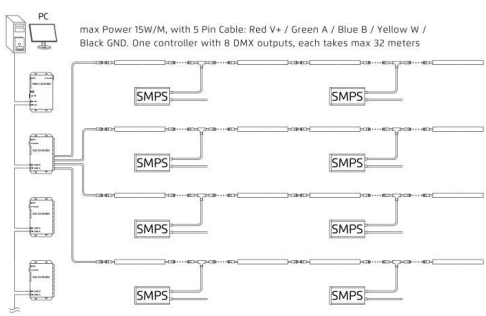 PC
max Power 15W/M, with 5 Pin Cable: Red V+ / Green A / Blue B / Yellow W /
Black GND. One controller with 8 DMX outputs, each takes max 32 meters
SMPS
SMPS
SMPS
SMPS
SMPS
SMPS
SMPS
SMPS